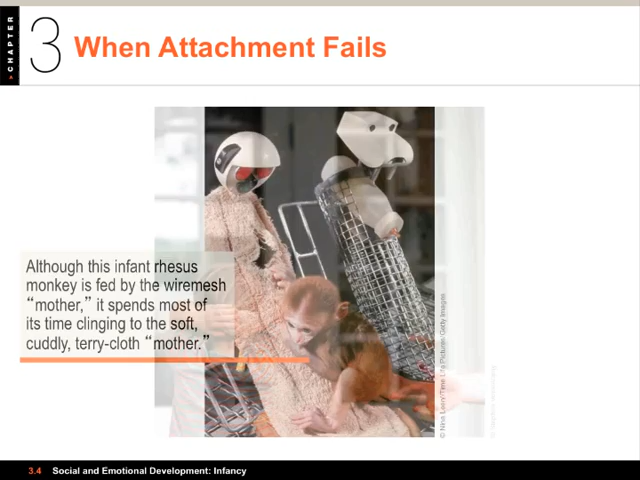 CHAPTER
3 When Attachment Fails
Although this infant rhesus
monkey is fed by the wiremesh
“mother,” it spends most of
its time clinging to the soft,
cuddly, terry-cloth “mother.”
© Nina Leen/Time Life Pictures/Getty Images
3.4 Social and Emotional Development: Infancy